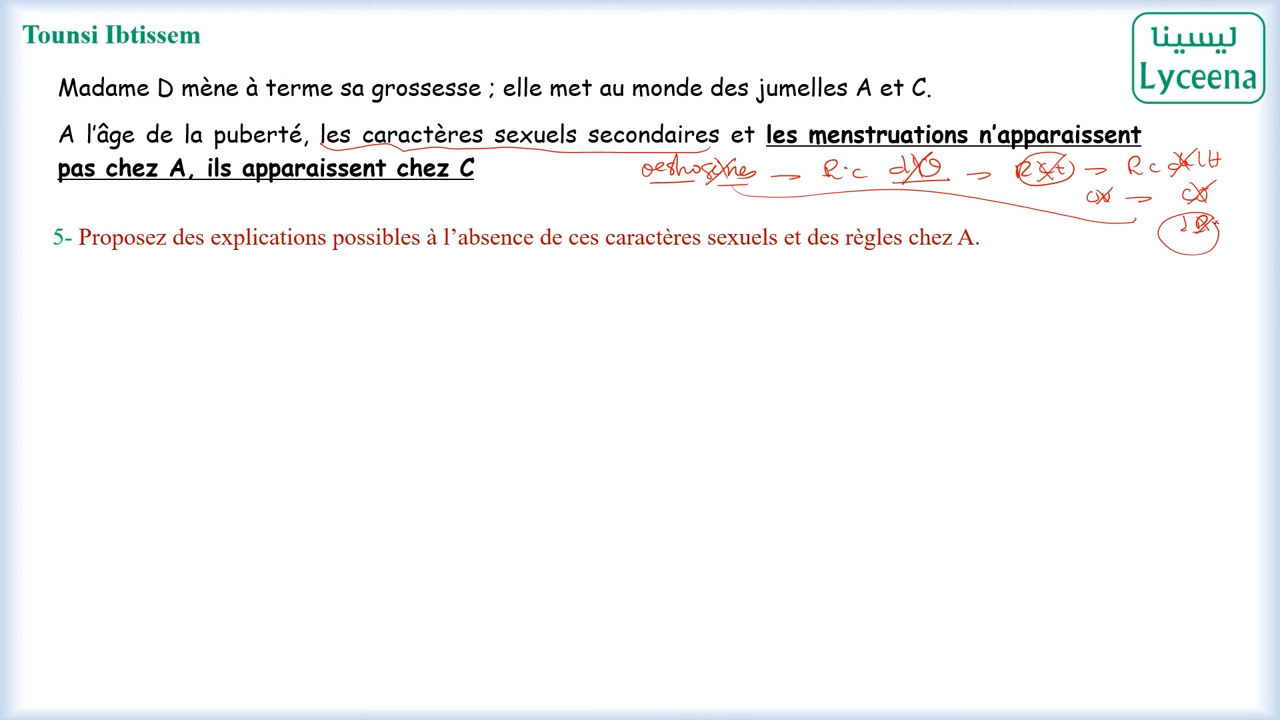 Tounsi Ibtissem
ليسينا
Lyceena
Madame D mène à terme sa grossesse ; elle met au monde des jumelles A et C.
A l’âge de la puberté, les caractères sexuels secondaires et les menstruations n’apparaissent
pas chez A, ils apparaissent chez C
→ R.c → →
→
5- Proposez des explications possibles à l’absence de ces caractères sexuels et des règles chez A.